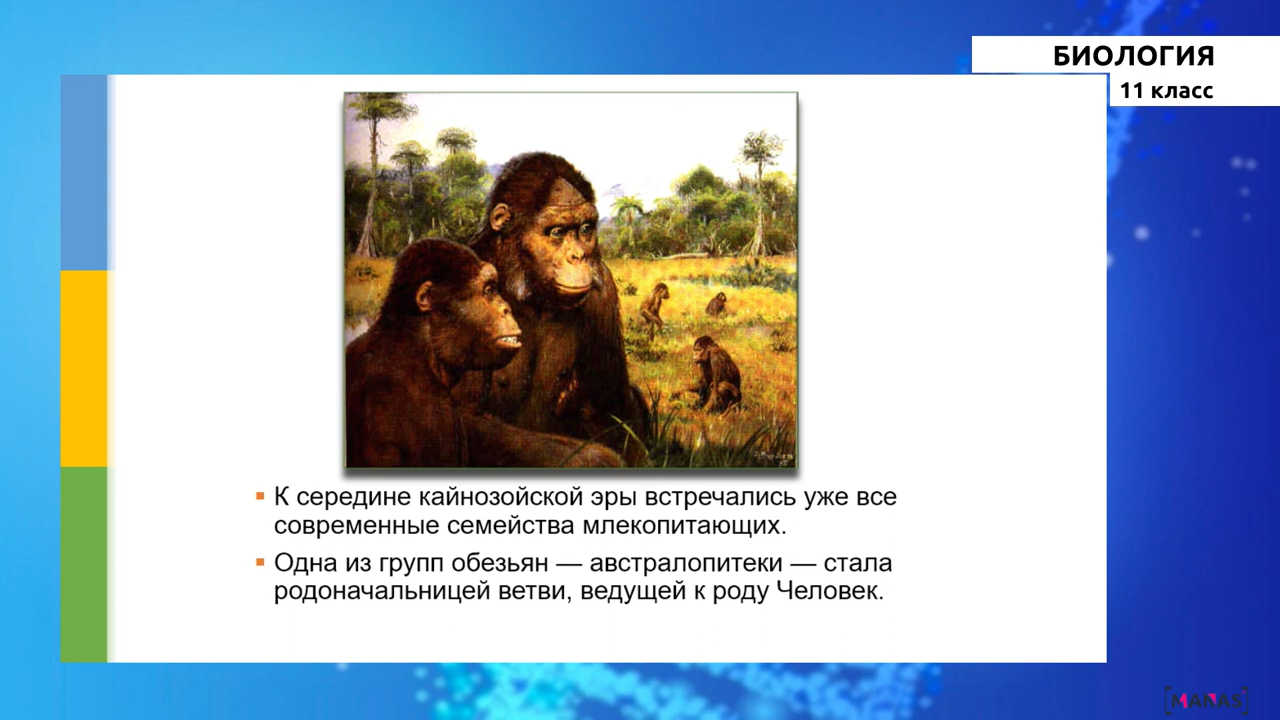 БИОЛОГИЯ
11 класс
К середине кайнозойской эры встречались уже все
современные семейства млекопитающих.
Одна из групп обезьян — австралопитеки — стала
родоначальницей ветви, ведущей к роду Человек.
[MANAS]